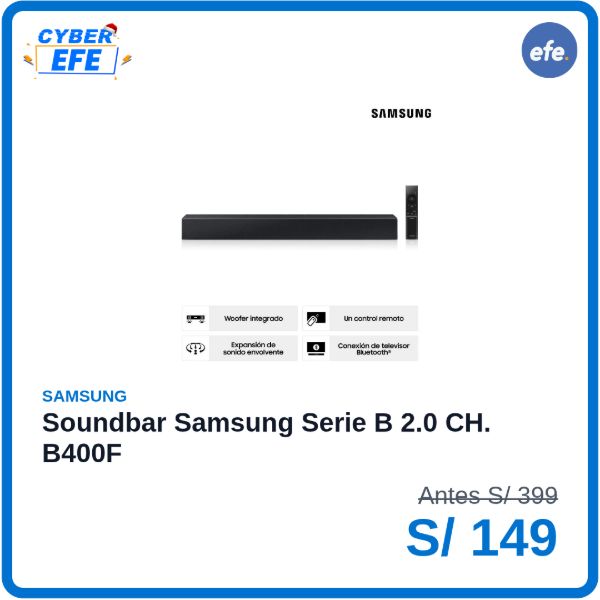 CYBER
EFE
efe.
SAMSUNG
Woofer integrado
Un control remoto
Expansión de
sonido envolvente
Conexión de televisor
Bluetooth®
SAMSUNG
Soundbar Samsung Serie B 2.0 CH.
B400F
Antes S/ 399
S/ 149